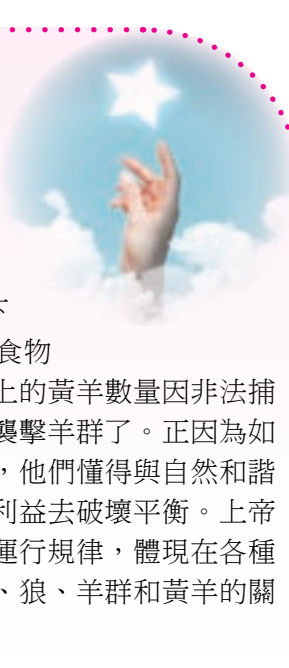 食物
上的黃羊數量因非法捕
襲擊羊群了。正因為如
，他們懂得與自然和諧
利益去破壞平衡。上帝
運行規律，體現在各種
、狼、羊群和黃羊的關